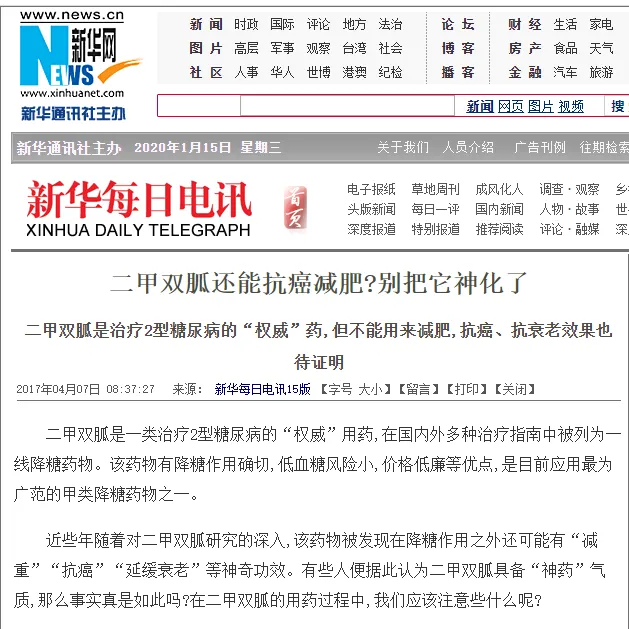 www.news.cn
新华网
NEWS
www.xinhuanet.com
新华通讯社主办
新 闻 时政 国际 评论 地方 法治
图 片 高层 军事 观察 台湾 社会
社 区 人事 华人 世博 港澳 纪检
论 坛
博 客
播 客
财 经 生活 家电
房 产 食品 天气
金 融 汽车 旅游
新闻 网页 图片 视频 搜
新华通讯社主办 2020年1月15日 星期三 关于我们 人员介绍 广告刊例 往期检索
新华每日电讯
XINHUA DAILY TELEGRAPH
首页
电子报纸 草地周刊 成风化人 调查·观察 乡
头版新闻 每日一评 国内新闻 人物·故事 世
深度报道 特别报道 推荐阅读 评论·融媒 深
二甲双胍还能抗癌减肥?别把它神化了
二甲双胍是治疗2型糖尿病的“权威”药,但不能用来减肥,抗癌、抗衰老效果也
待证明
2017年04月07日 08:37:27 来源: 新华每日电讯15版 【字号 大小】【留言】【打印】【关闭】
二甲双胍是一类治疗2型糖尿病的“权威”用药,在国内外多种治疗指南中被列为一
线降糖药物。该药物有降糖作用确切,低血糖风险小,价格低廉等优点,是目前应用最为
广范的甲类降糖药物之一。
近些年随着对二甲双胍研究的深入,该药物被发现在降糖作用之外还可能有“减
重”“抗癌”“延缓衰老”等神奇功效。有些人便据此认为二甲双胍具备“神药”气
质,那么事实真是如此吗?在二甲双胍的用药过程中,我们应该注意些什么呢?